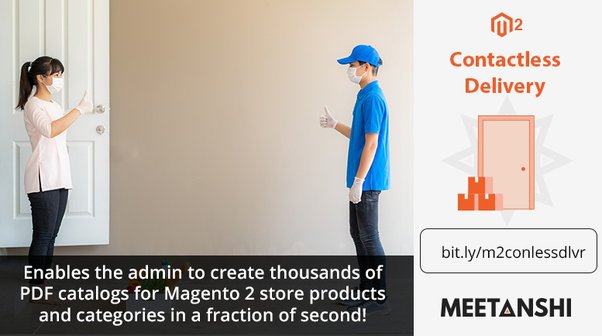 Enables the admin to create thousands of
PDF catalogs for Magento 2 store products
and categories in a fraction of second!
2
Contactless
Delivery
bit.ly/m2conlessdlvr
MEETANSHI